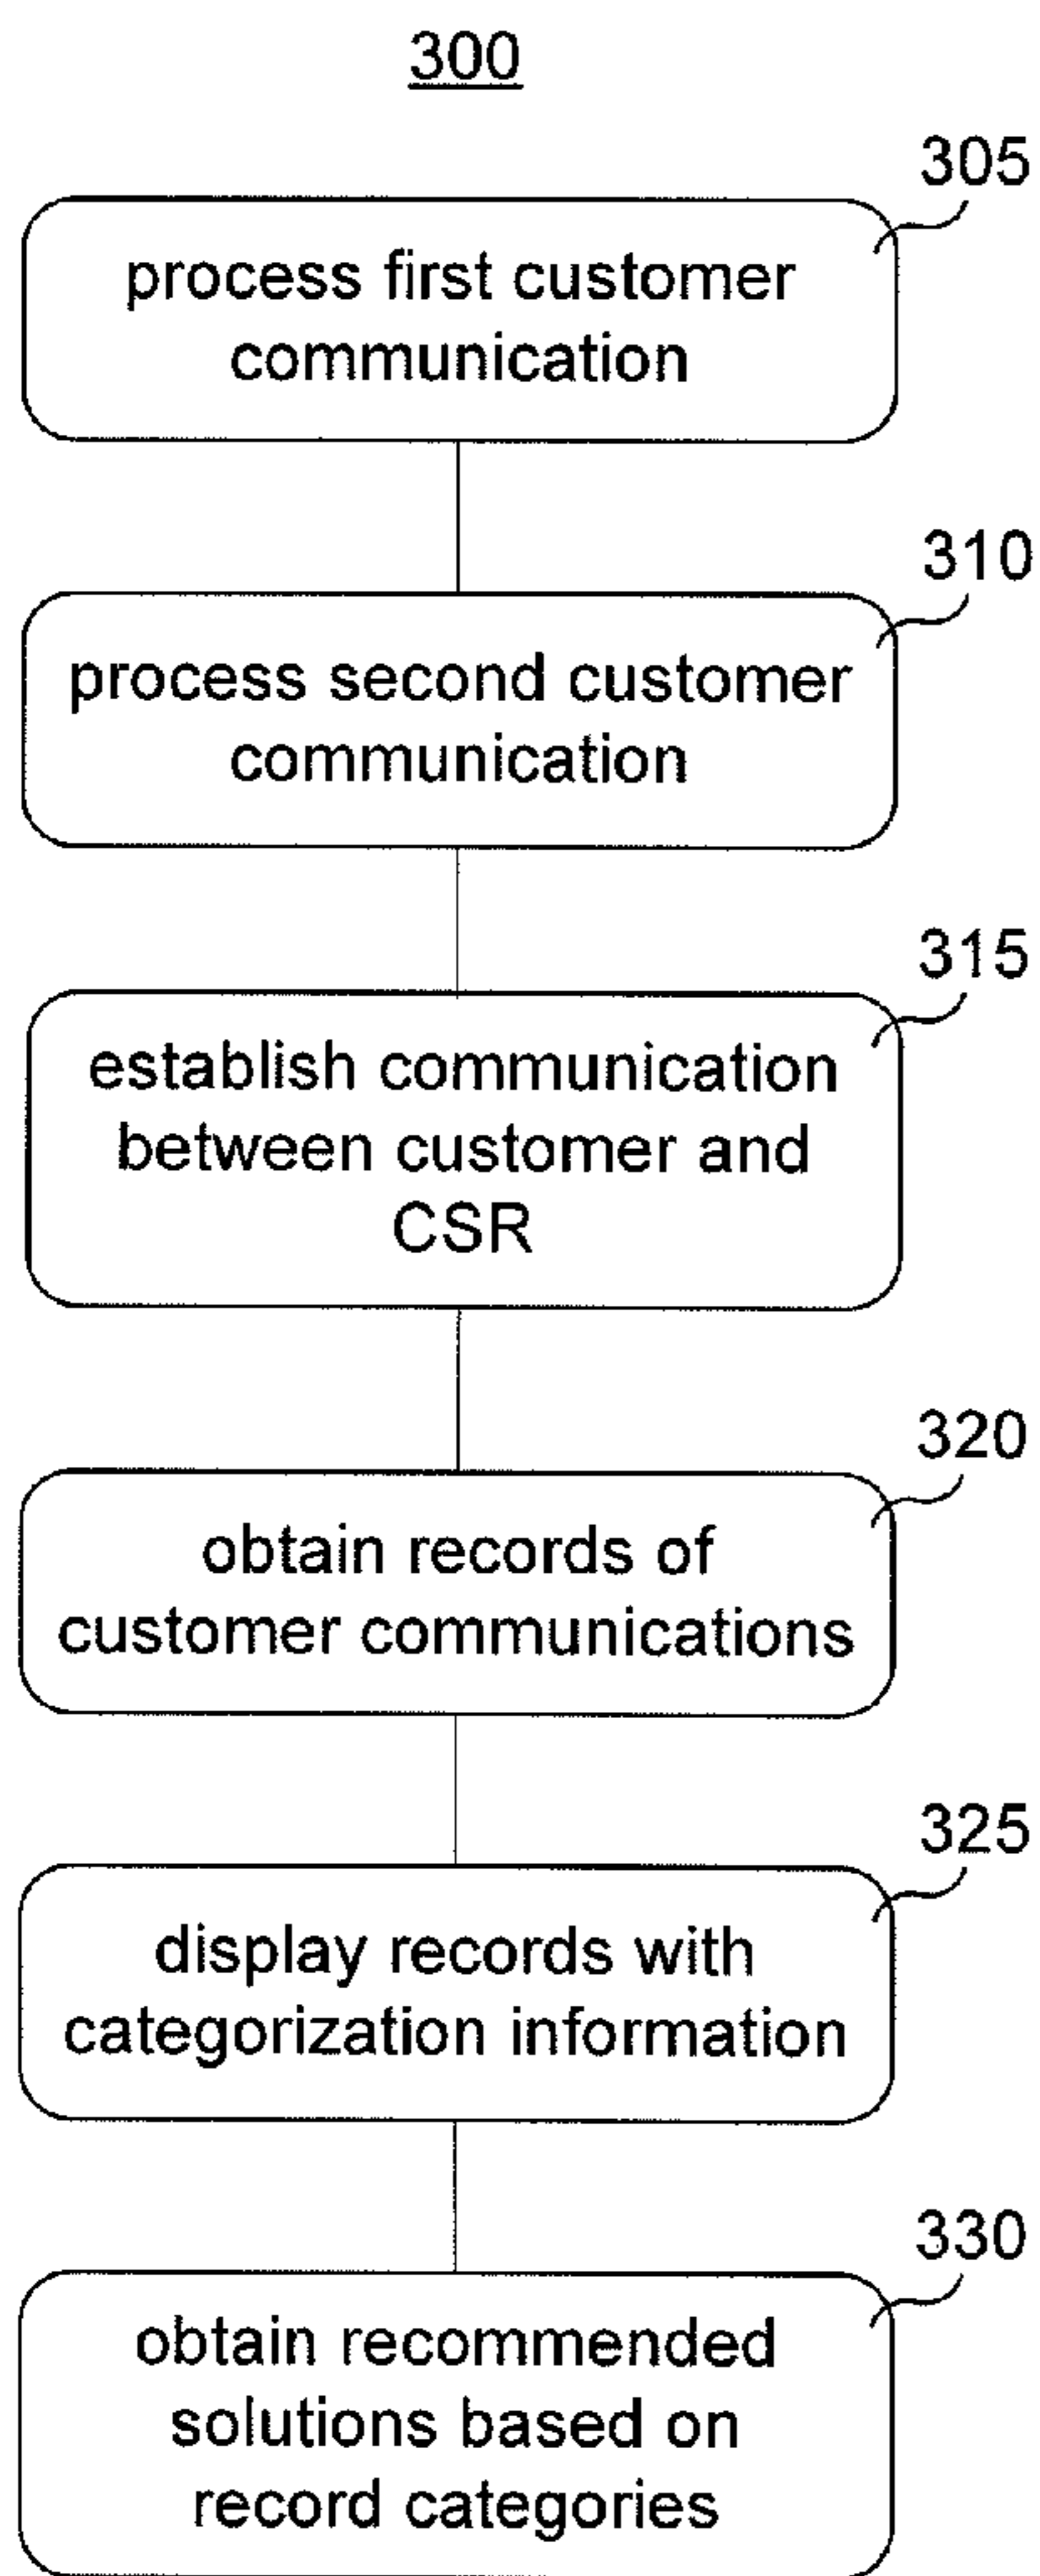 300
305
process first customer
communication
310
process second customer
communication
315
establish communication
between customer and
CSR
320
obtain records of
customer communications
325
display records with
categorization information
330
obtain recommended
solutions based on
record categories